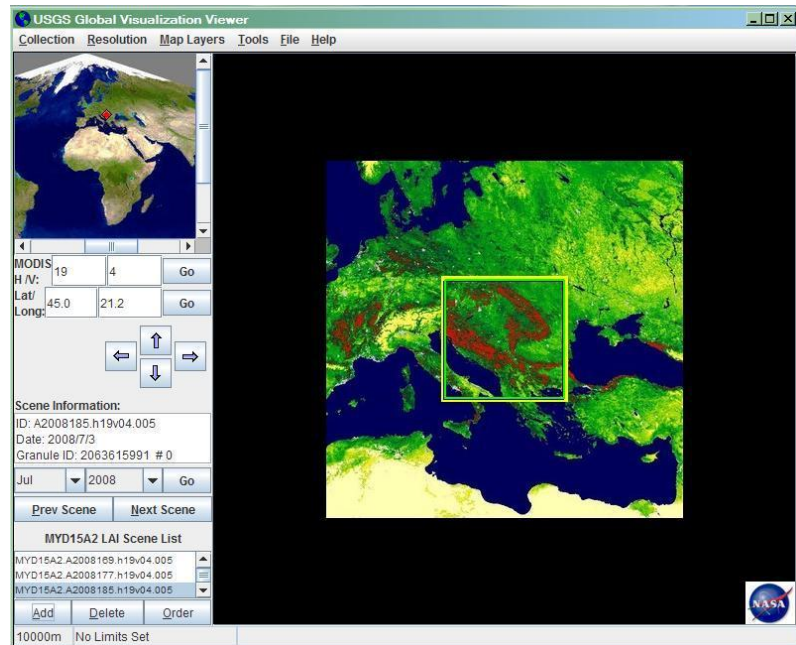 USGS Global Visualization Viewer
Collection Resolution Map Layers Tools File Help
MODIS H /V: 19 4 Go
Lat/ Long: 45.0 21.2 Go
Scene Information:
ID: A2008185.h19v04.005
Date: 2008/7/3
Granule ID: 2063615991 # 0
Jul 2008 Go
Prev Scene Next Scene
MYD15A2 LAI Scene List
MYD15A2.A2008169.h19v04.005
MYD15A2.A2008177.h19v04.005
MYD15A2.A2008185.h19v04.005
Add Delete Order
10000m No Limits Set
NASA